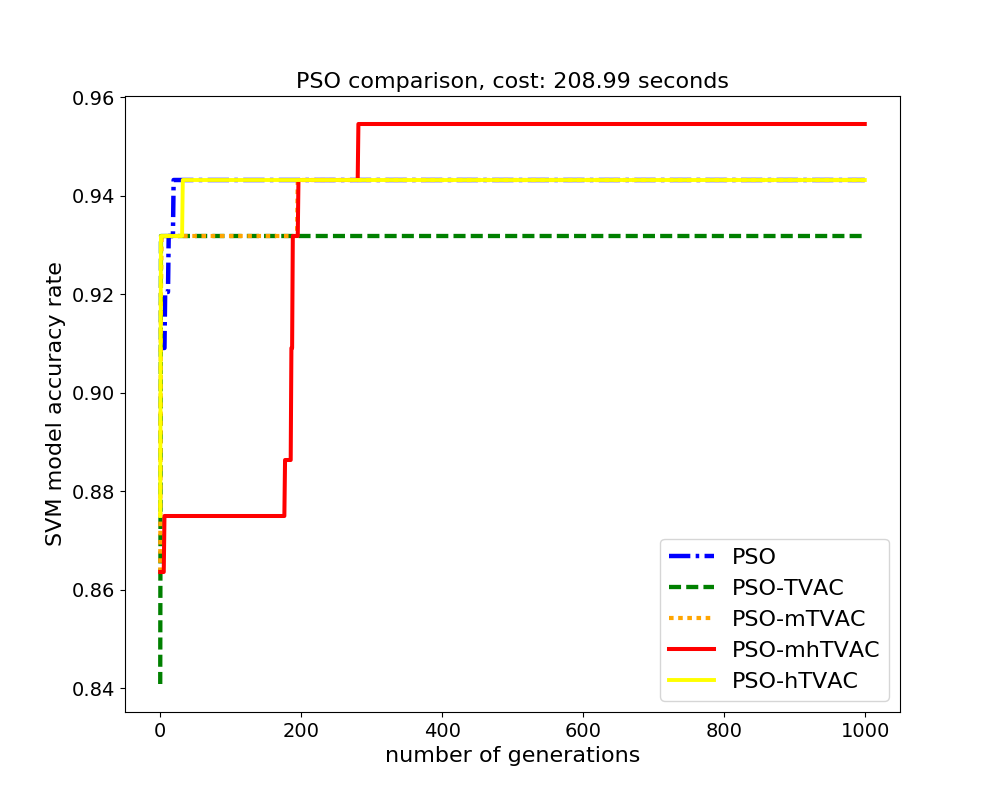 PSO comparison, cost: 208.99 seconds
0.96
0.94
0.92
0.90
0.88
0.86
0.84
SVM model accuracy rate
0 200 400 600 800 1000
number of generations
PSO
PSO-TVAC
PSO-mTVAC
PSO-mhTVAC
PSO-hTVAC